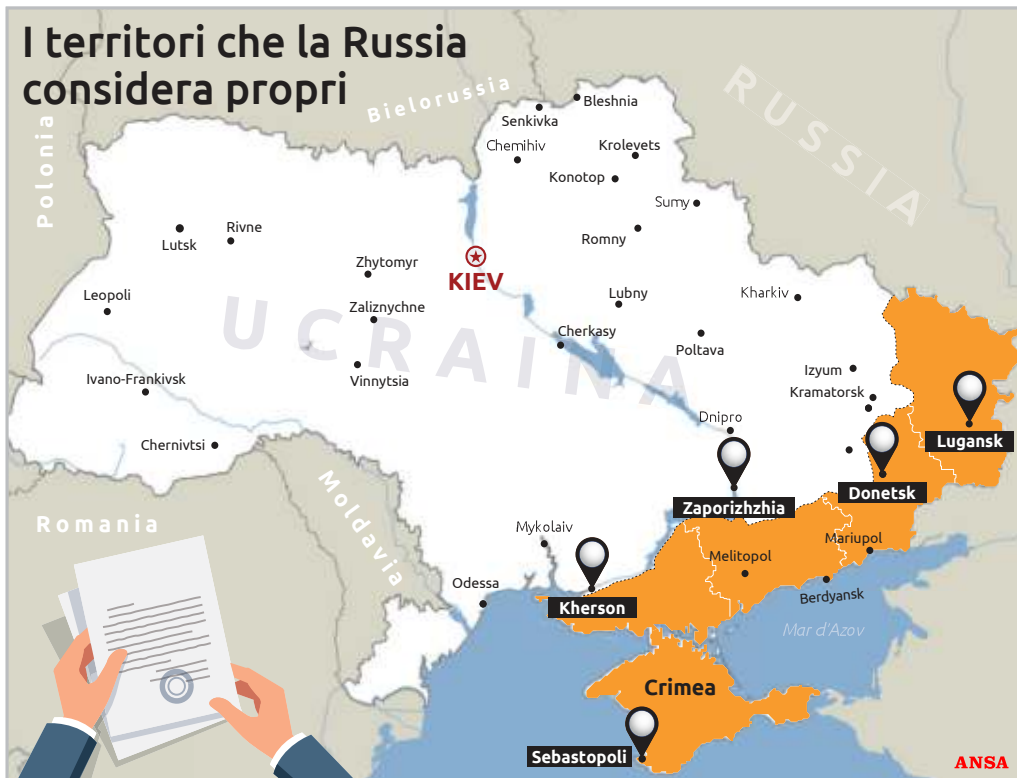 I territori che la Russia
considera propri
Bielorussia
RUSSIA
Polonia
Bleshnia
Senkivka
Chemihiv
Krolevets
Konotop
Sumy
Romny
Rivne
Lutsk
Zhytomyr
KIEV
Leopoli
Zaliznychne
Lubny
Kharkiv
UCRAINA
Cherkasy
Poltava
Ivano-Frankivsk
Vinnytsia
Izyum
Kramatorsk
Dnipro
Chernivtsi
Lugansk
Donetsk
Zaporizhzhia
Moldavia
Romania
Mykolaiv
Mariupol
Melitopol
Odessa
Kherson
Berdyansk
Mar d'Azov
Crimea
Sebastopoli
ANSA